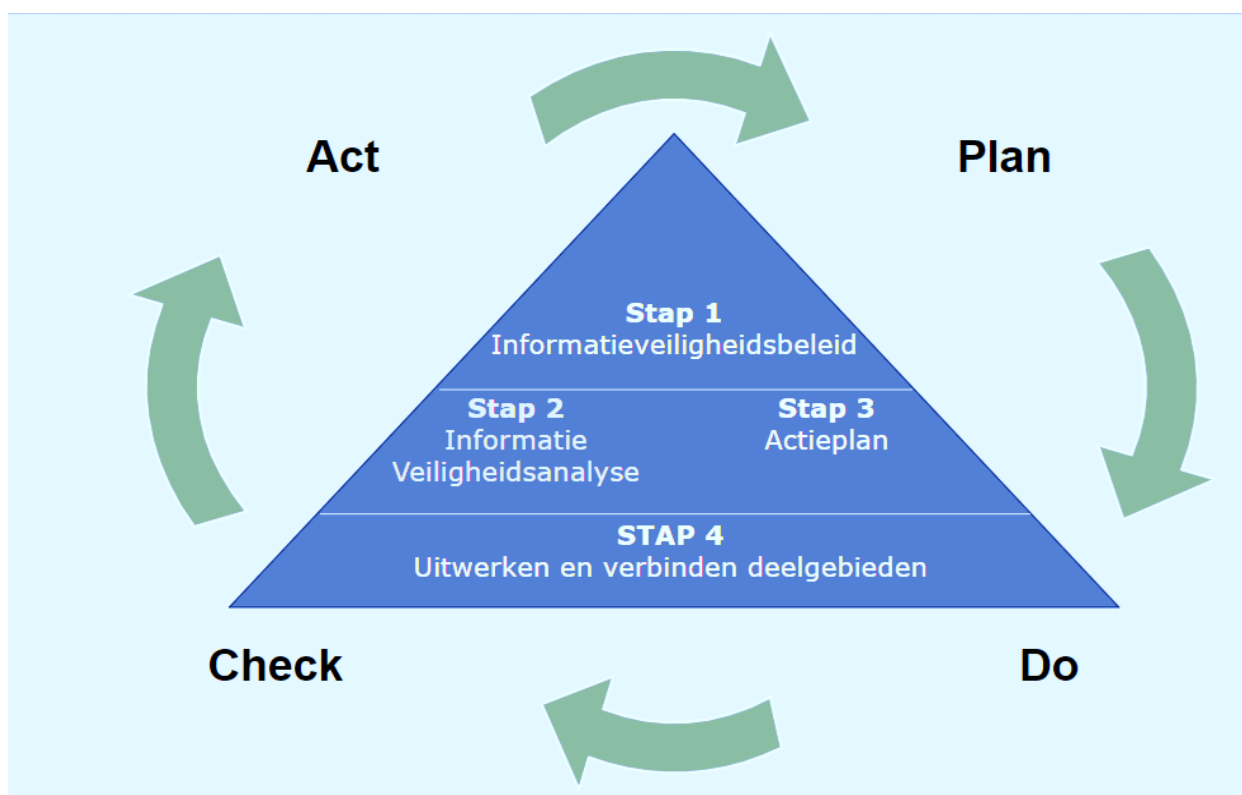 Act
Plan
Stap 1
Informatieveiligheidsbeleid
Stap 2
Informatie
Veiligheidsanalyse
Stap 3
Actieplan
STAP 4
Uitwerken en verbinden deelgebieden
Check
Do